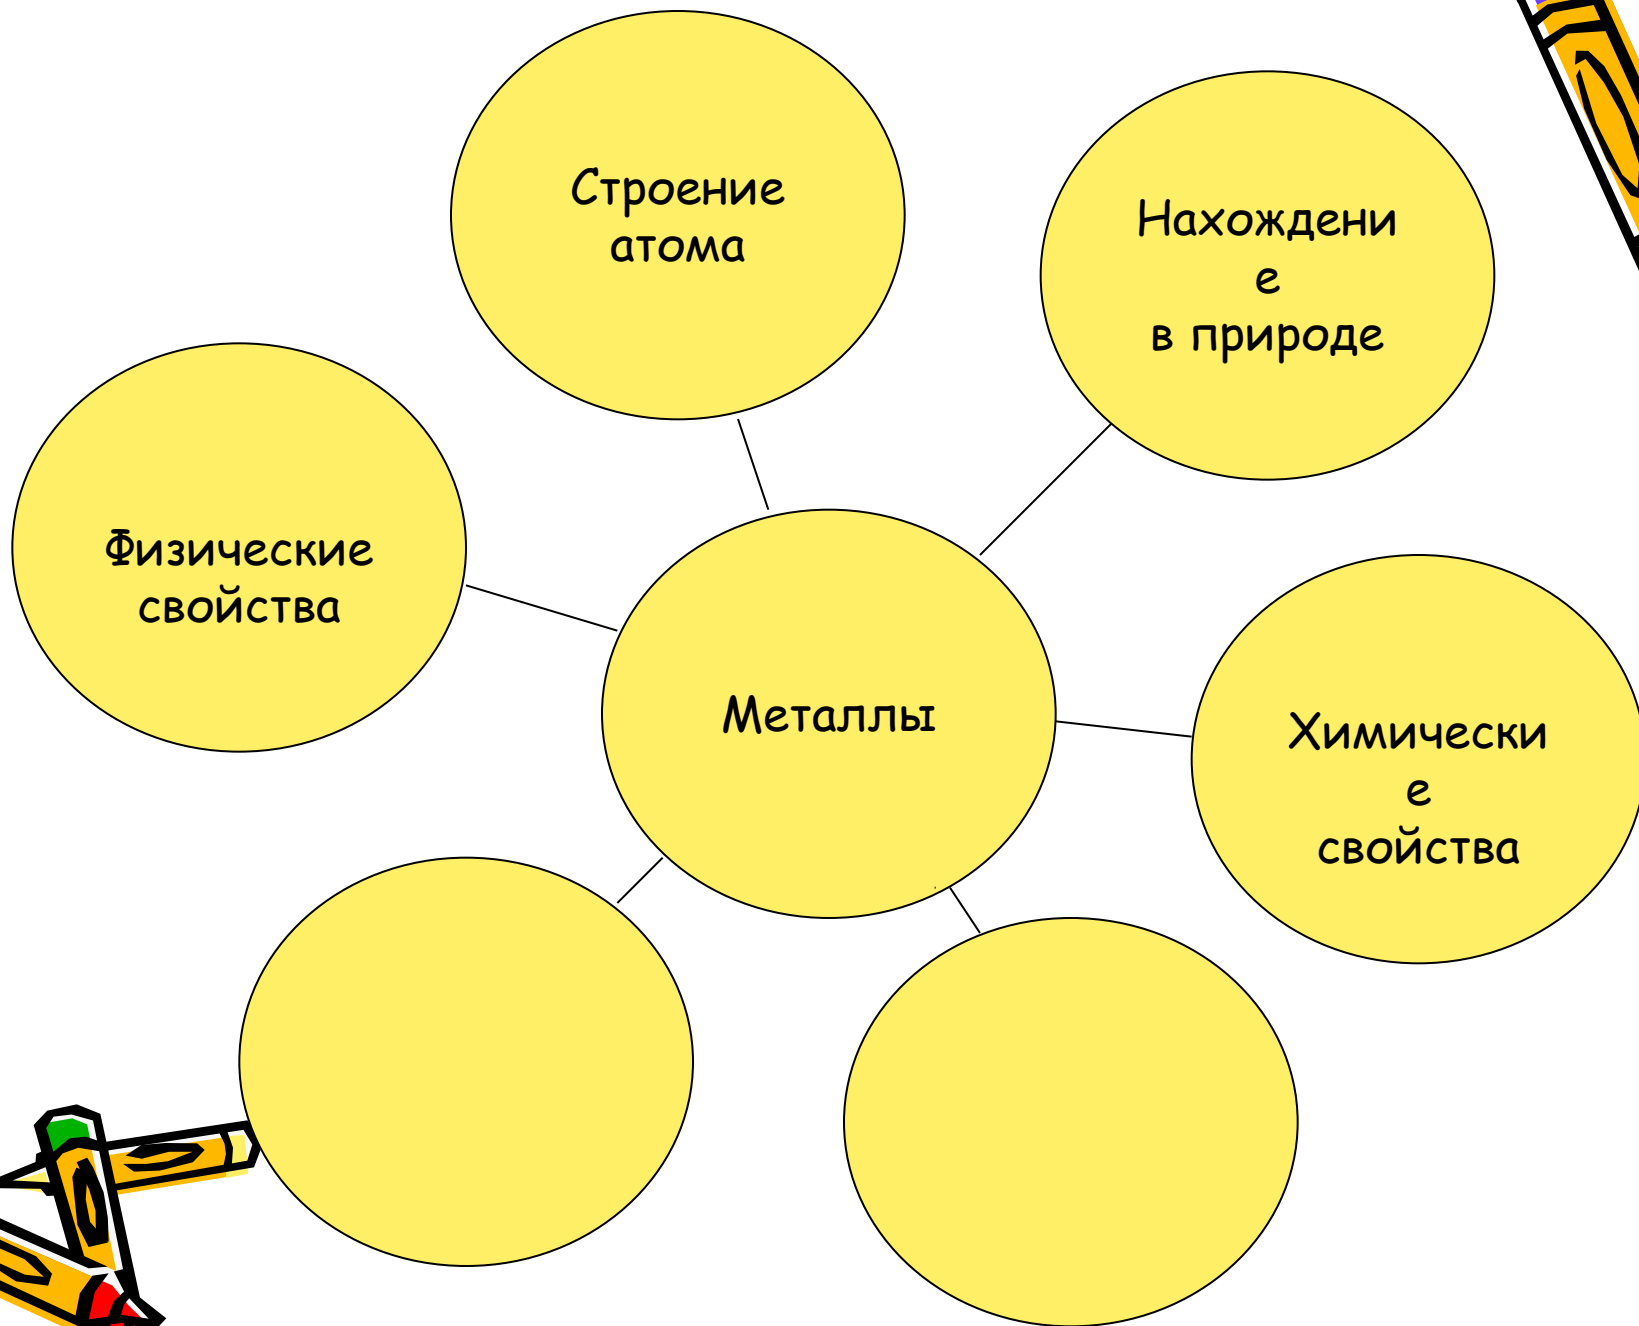 Строение
атома
Нахождени
е
в природе
Физические
свойства
Металлы
Химически
е
свойства